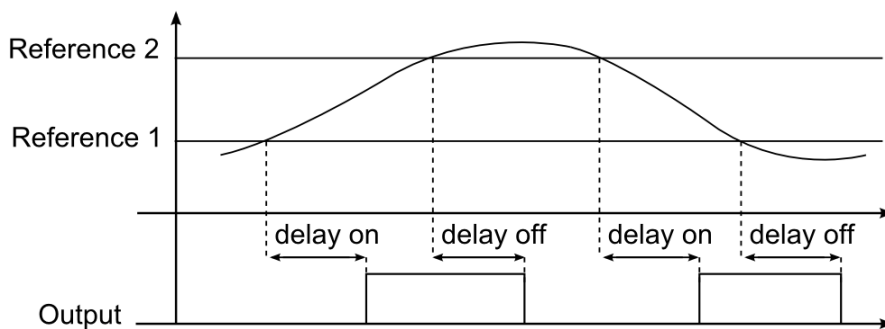 Reference 2
Reference 1
delay on
delay off
delay on
delay off
Output